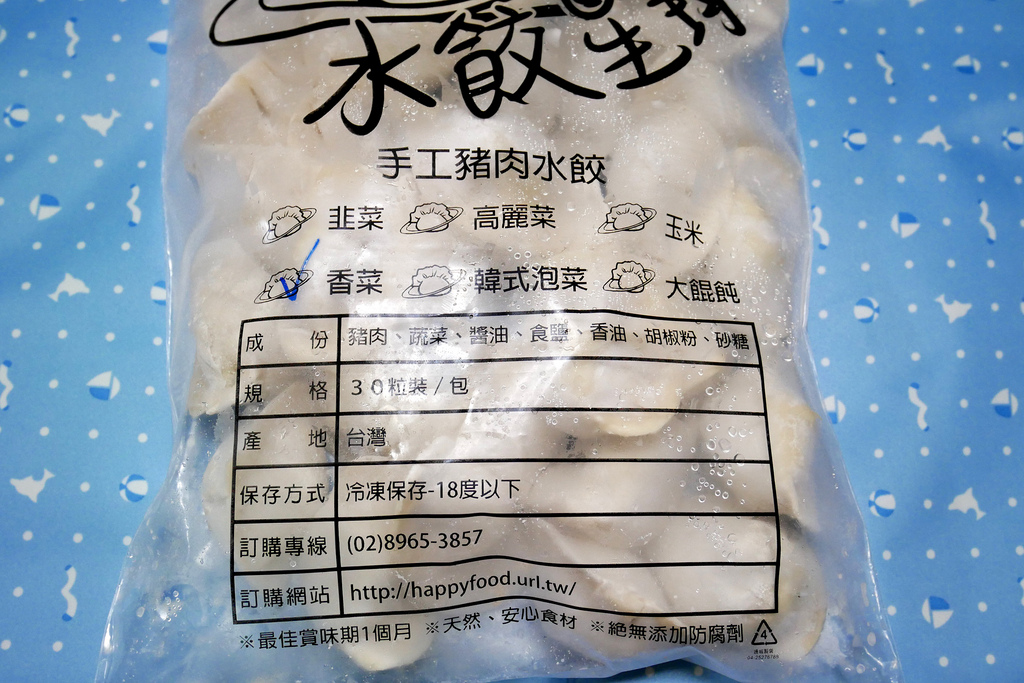 水餃生
手工豬肉水餃
韭菜 高麗菜 玉米
香菜 韓式泡菜 大餛飩
成份 豬肉、蔬菜、醬油、食鹽、香油、胡椒粉、砂糖
規格 30粒裝/包
產地 台灣
保存方式 冷凍保存-18度以下
訂購專線 (02)8965-3857
訂購網站 http://happyfood.url.tw/
※最佳賞味期1個月 ※天然、安心食材 ※絕無添加防腐劑 4